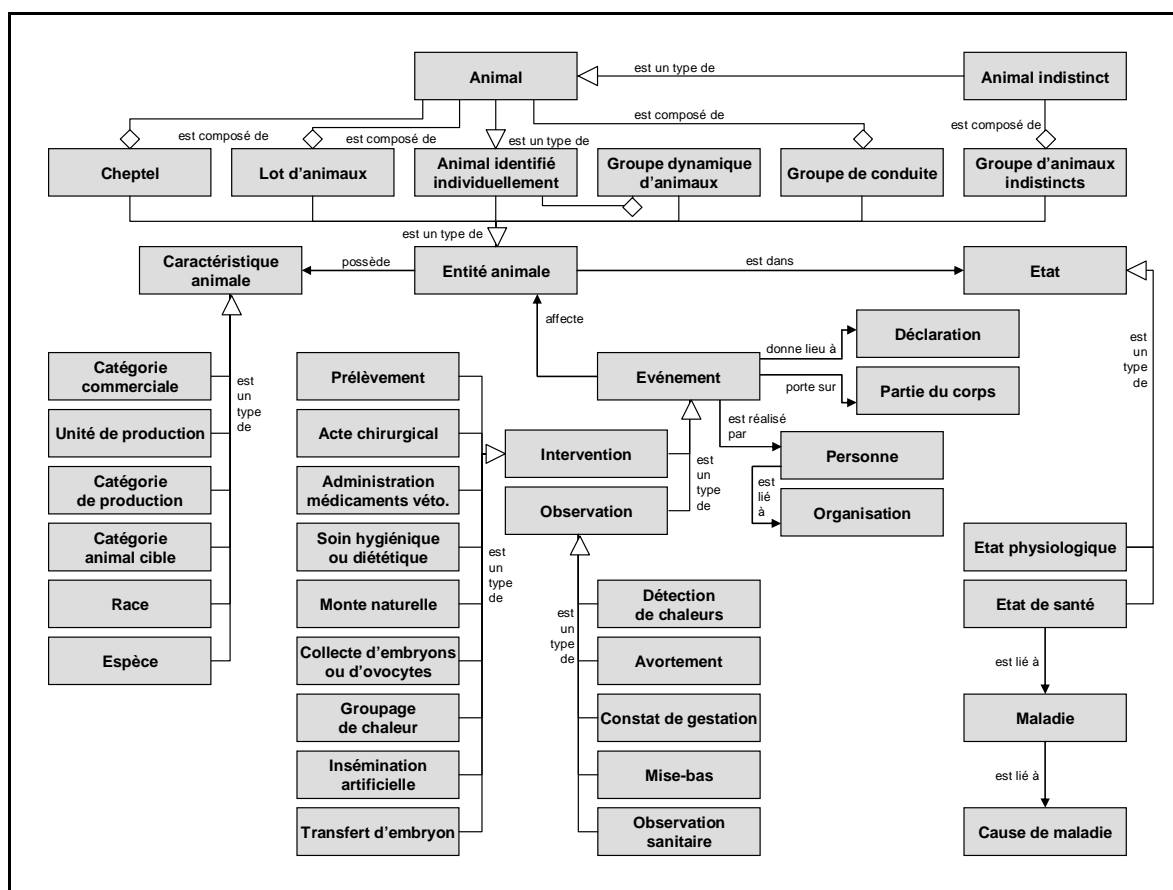 Animal
est un type de
Animal indistinct
est composé de
est composé de
est un type de
est composé de
est composé de
Cheptel
Lot d'animaux
Animal identifié
individuellement
Groupe dynamique
d'animaux
Groupe de conduite
Groupe d'animaux
indistincts
est un type de
Caractéristique
animale
possède
Entité animale
est dans
Etat
affecte
Catégorie
commerciale
Unité de production
Catégorie
de production
Catégorie
animal cible
Race
Espèce
est
un
type
de
Prélèvement
Acte chirurgical
Administration
médicaments véto.
Soin hygiénique
ou diététique
Monte naturelle
Collecte d'embryons
ou d'ovocytes
Groupage
de chaleur
Insémination
artificielle
Transfert d'embryon
est
un
type
de
Evénement
donne lieu à
Déclaration
porte sur
Partie du corps
est réalisé
par
Personne
est
lié
à
Organisation
Intervention
Observation
est
un
type
de
est
un
type
de
Détection
de chaleurs
Avortement
Constat de gestation
Mise-bas
Observation
sanitaire
est
un
type
de
Etat physiologique
Etat de santé
est lié à
Maladie
est lié à
Cause de maladie